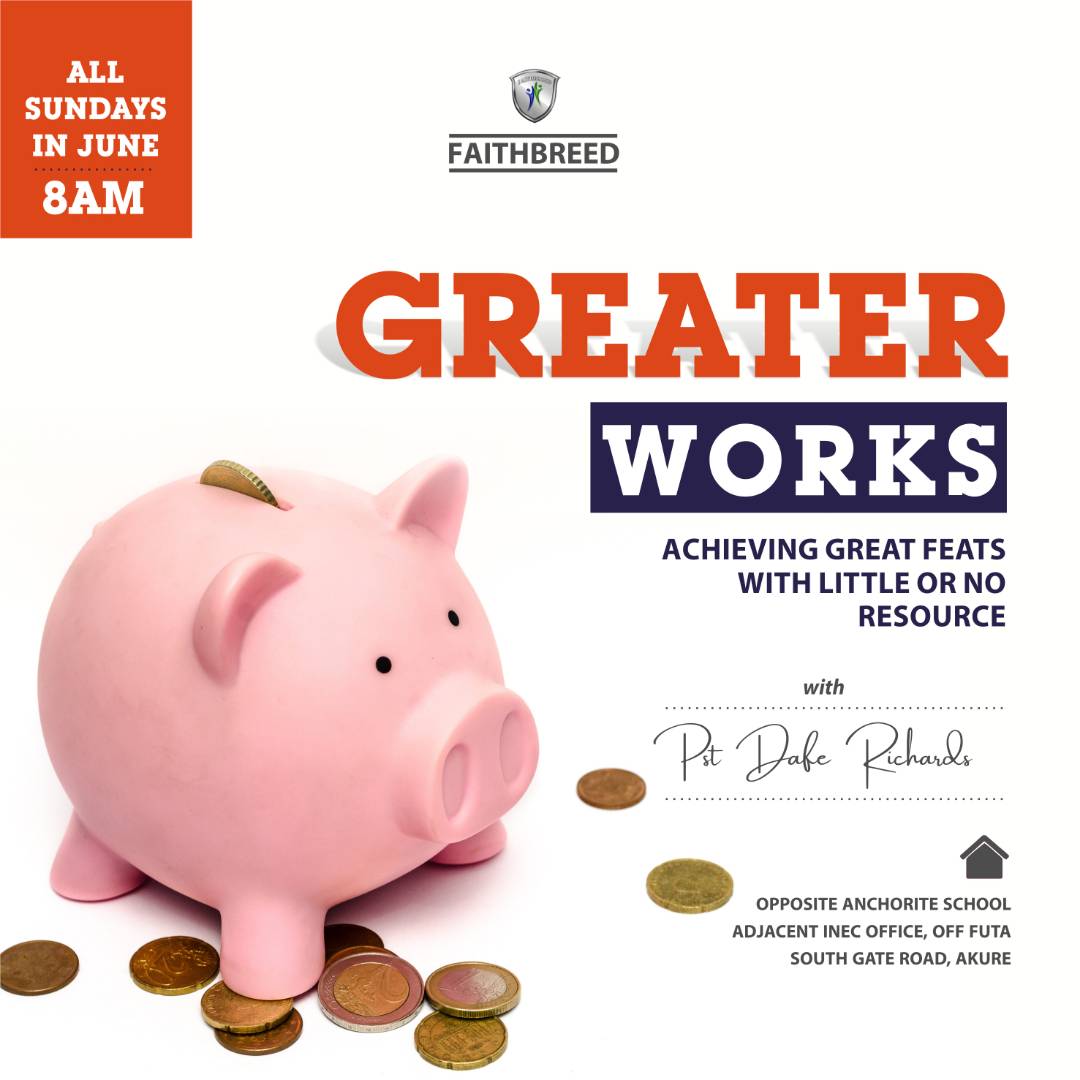 ALL
SUNDAYS
IN JUNE
8AM
FAITHBREED
GREATER
WORKS
ACHIEVING GREAT FEATS
WITH LITTLE OR NO
RESOURCE
with
Pst Dafe Richards
OPPOSITE ANCHORITE SCHOOL
ADJACENT INEC OFFICE, OFF FUTA
SOUTH GATE ROAD, AKURE